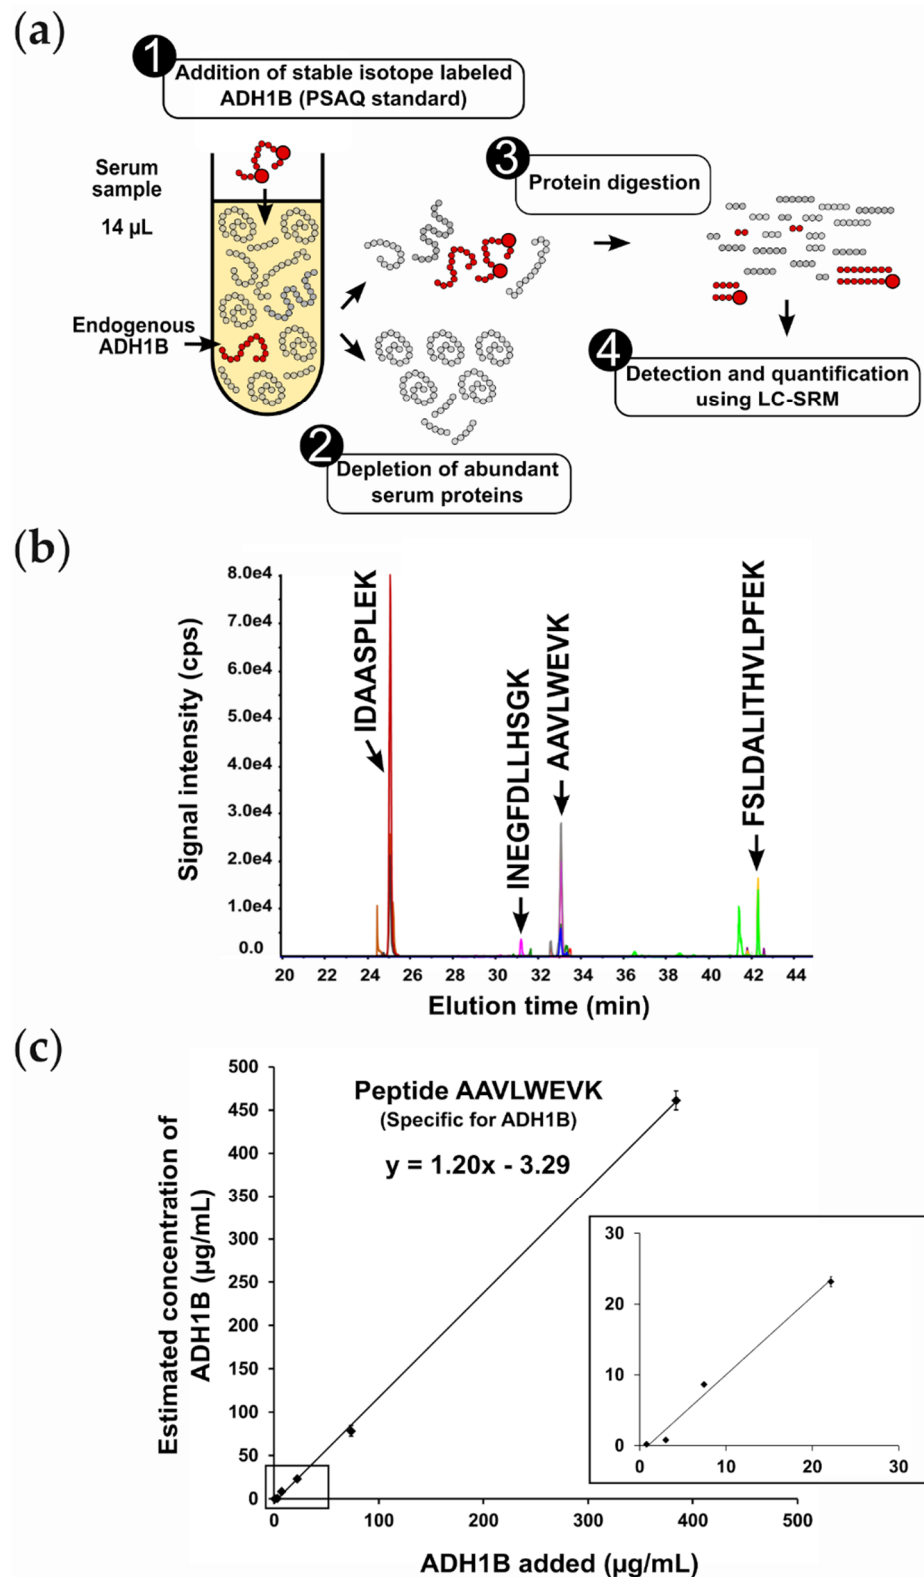 (a)
1
Addition of stable isotope labeled
ADH1B (PSAQ standard)
Serum
sample
14 µL
Endogenous
ADH1B
3
Protein digestion
4
Detection and quantification
using LC-SRM
2
Depletion of abundant
serum proteins
(b)
Signal intensity (cps)
8.0e4
7.0e4
6.0e4
5.0e4
4.0e4
3.0e4
2.0e4
1.0e4
0.0
IDAASPLEK
INEGFDLLHSGK
AAVLWEVK
FSLDALITHVLPFEK
20 22 24 26 28 30 32 34 36 38 40 42 44
Elution time (min)
(c)
Estimated concentration of
ADH1B (µg/mL)
500
450
400
350
300
250
200
150
100
50
0
Peptide AAVLWEVK
(Specific for ADH1B)
y = 1.20x - 3.29
30
20
10
0
0 10 20 30
0 100 200 300 400 500
ADH1B added (µg/mL)